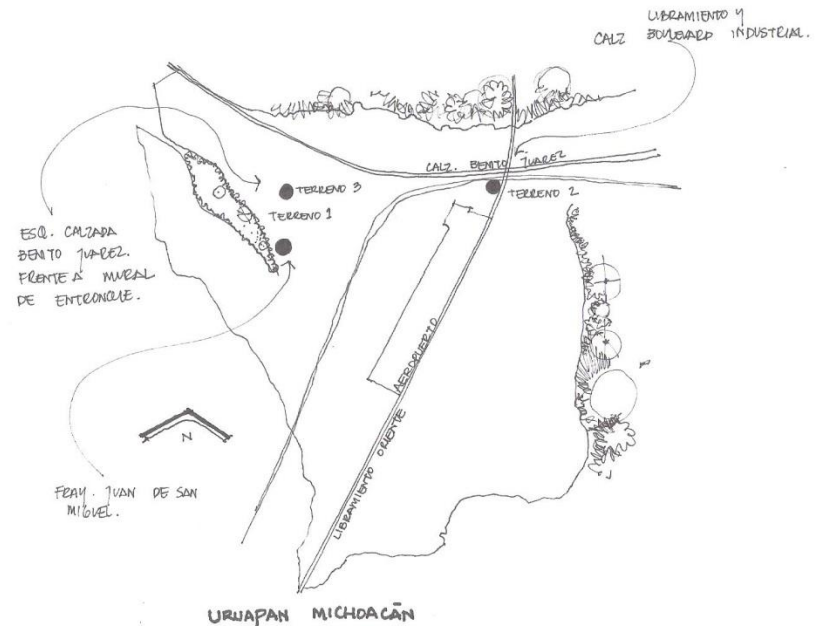 LIBRAMIENTO Y
CALZ BOULEVARD INDUSTRIAL.
CALZ. BENITO JUAREZ
TERRENO 3
TERRENO 2
TERRENO 1
ESQ. CALZADA
BENITO JUAREZ.
FRENTE A MURAL
DE ENTRONQUE.
AEROPUERTO
LIBRAMIENTO ORIENTE
N
FRAY. JUAN DE SAN
MIGUEL.
URUAPAN MICHOACÁN